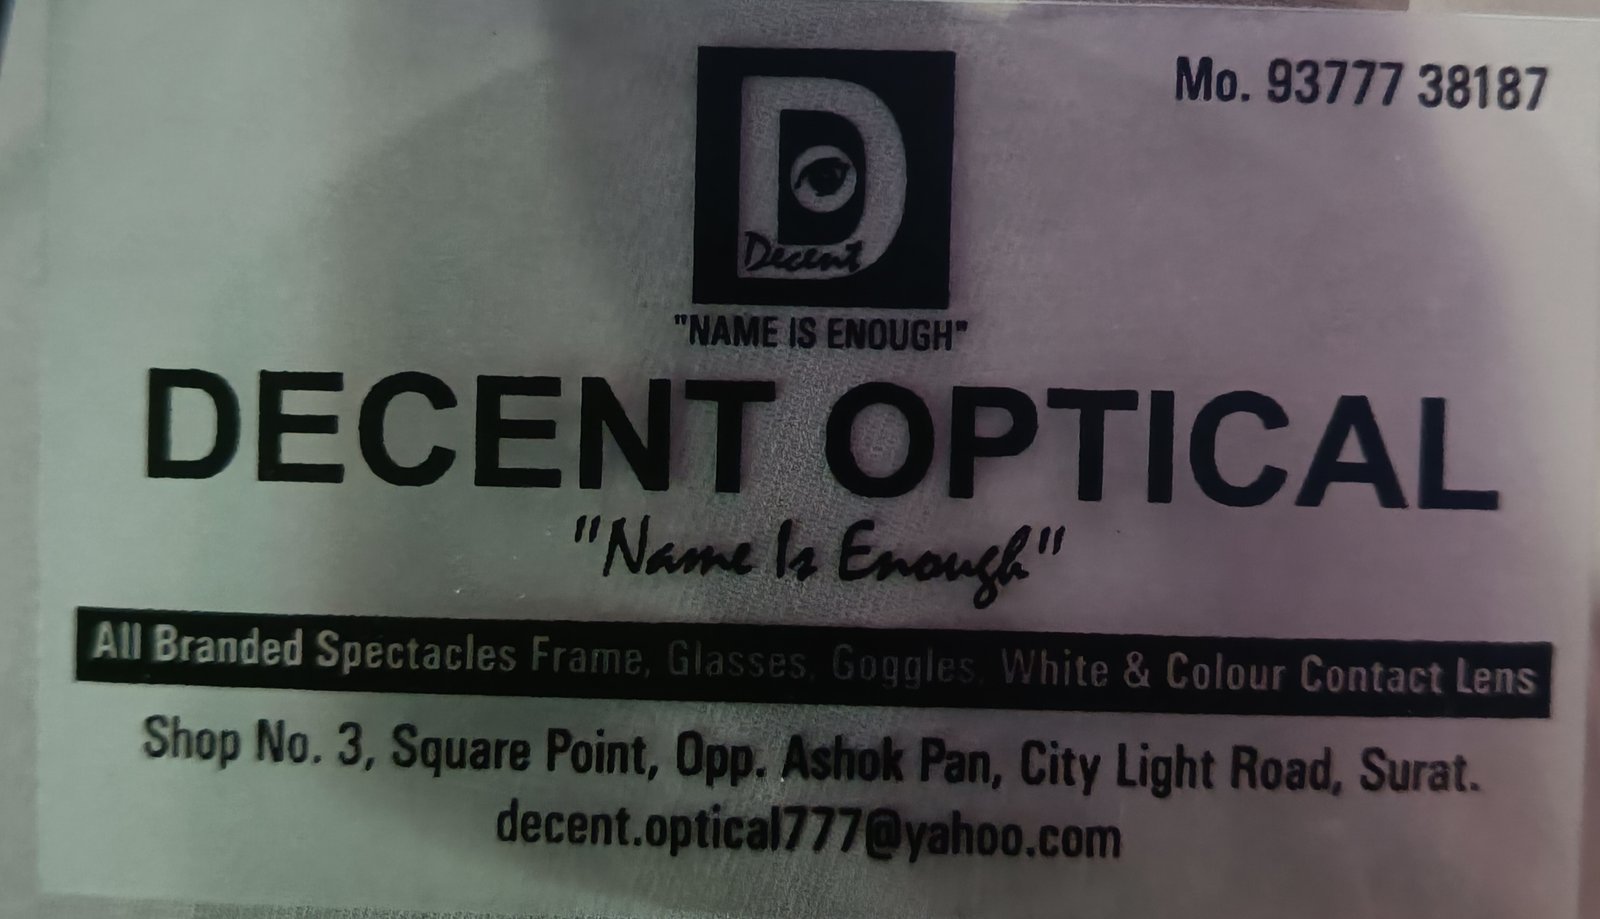 Mo. 93777 38187
Decent
"NAME IS ENOUGH"
DECENT OPTICAL
"Name Is Enough"
All Branded Spectacles Frame, Glasses, Goggles, White & Colour Contact Lens
Shop No. 3, Square Point, Opp. Ashok Pan, City Light Road, Surat.
decent.optical777@yahoo.com